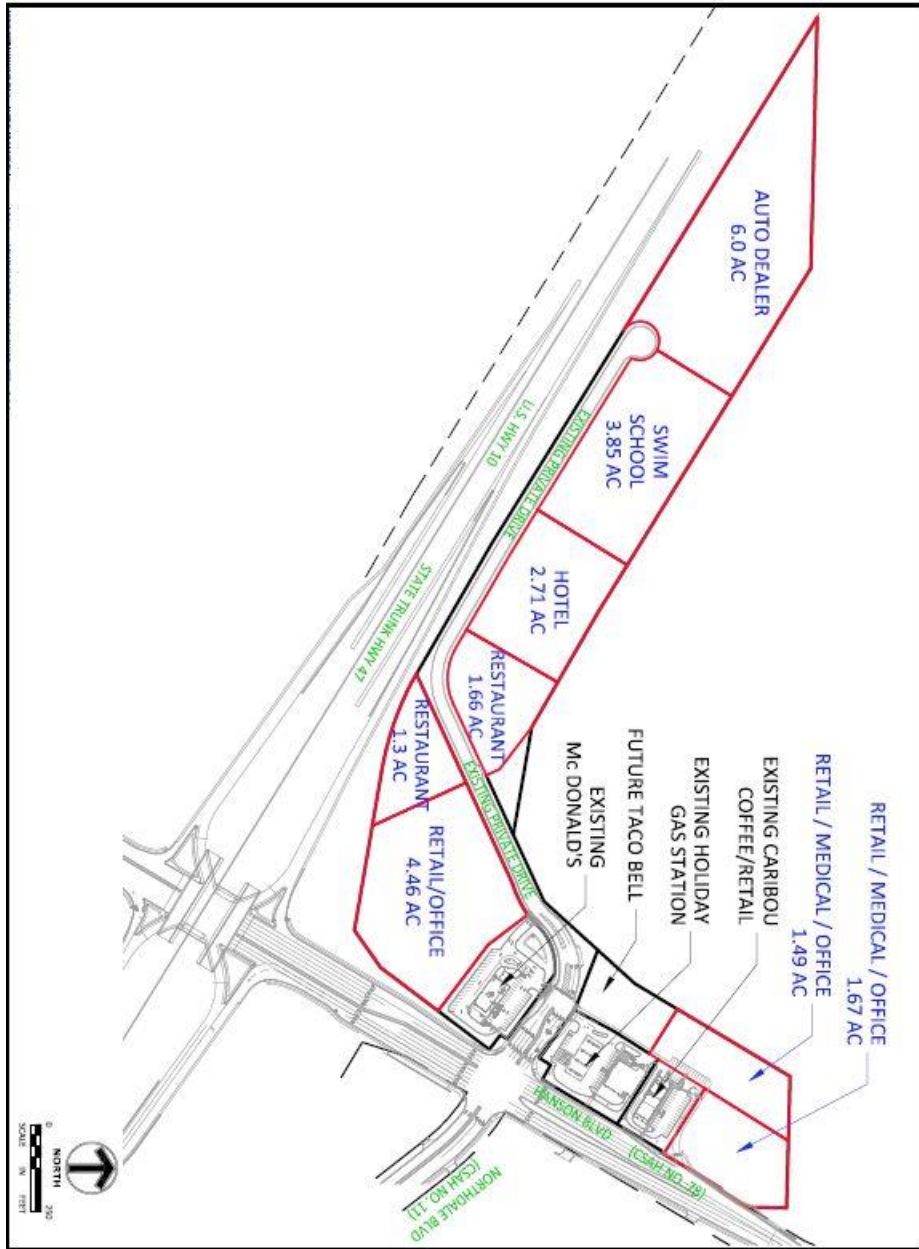 AUTO DEALER
6.0 AC
SWIM
SCHOOL
3.85 AC
HOTEL
2.71 AC
RESTAURANT
1.66 AC
RESTAURANT
1.3 AC
RETAIL/OFFICE
4.46 AC
RETAIL / MEDICAL / OFFICE
1.67 AC
RETAIL / MEDICAL / OFFICE
1.49 AC
EXISTING CARIBOU
COFFEE/RETAIL
EXISTING HOLIDAY
GAS STATION
FUTURE TACO BELL
EXISTING
Mc DONALD'S
EXISTING PRIVATE DRIVE
EXISTING PRIVATE DRIVE
U.S. HWY 10
STATE TRUNK HWY 47
HANSON BLVD
(CSAH NO. 78)
NORTHDALE BLVD
(CSAH NO. 11)
NORTH
0 250
SCALE IN FEET